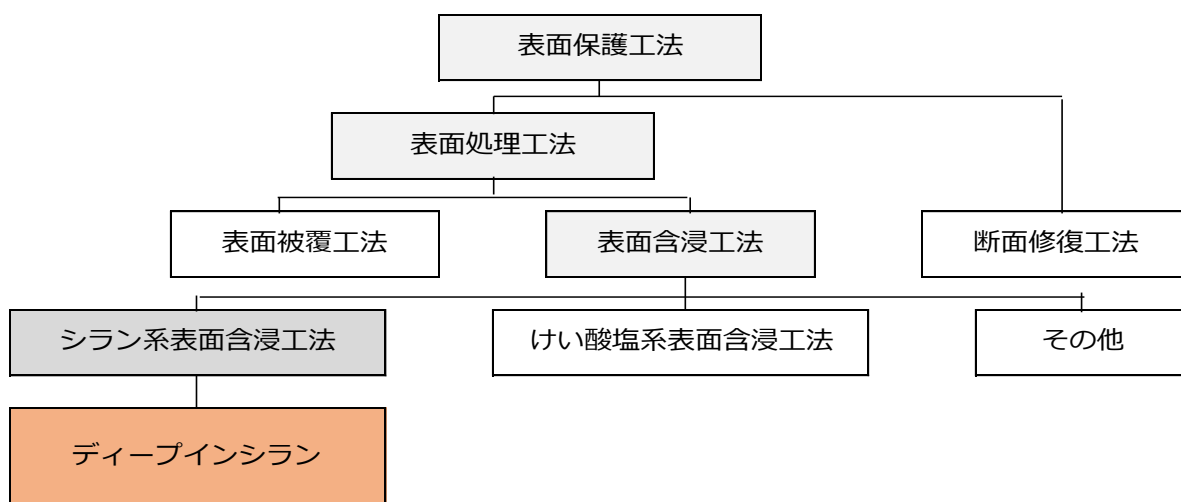 表面保護工法
表面処理工法
表面被覆工法
表面含浸工法
断面修復工法
シラン系表面含浸工法
けい酸塩系表面含浸工法
その他
ディープインシラン